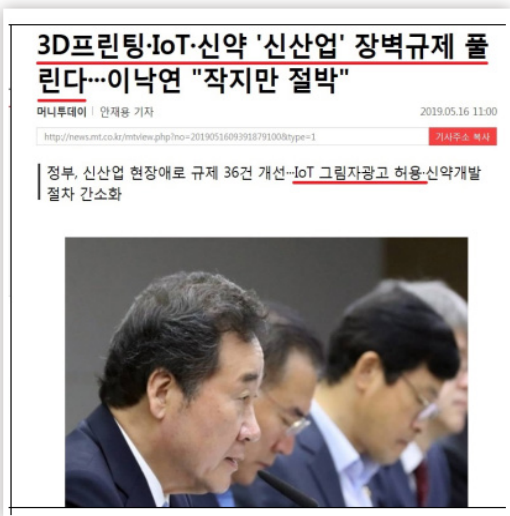 3D프린팅·IoT·신약 '신산업' 장벽규제 풀
린다…이낙연 "작지만 절박"
머니투데이 | 안재용 기자
2019.05.16 11:00
http://news.mt.co.kr/mtview.php?no=2019051609391879100&type=1
기사주소 복사
정부, 신산업 현장애로 규제 36건 개선…IoT 그림자광고 허용·신약개발
절차 간소화